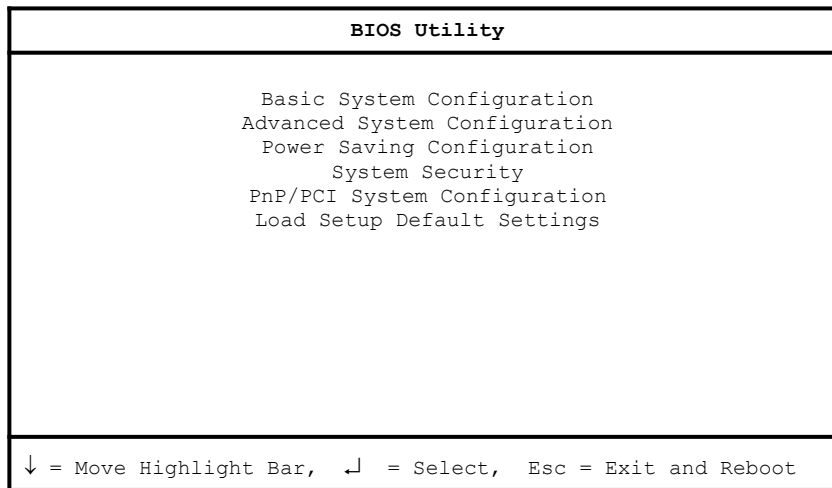 BIOS Utility
Basic System Configuration
Advanced System Configuration
Power Saving Configuration
System Security
PnP/PCI System Configuration
Load Setup Default Settings
↓ = Move Highlight Bar, ↵ = Select, Esc = Exit and Reboot